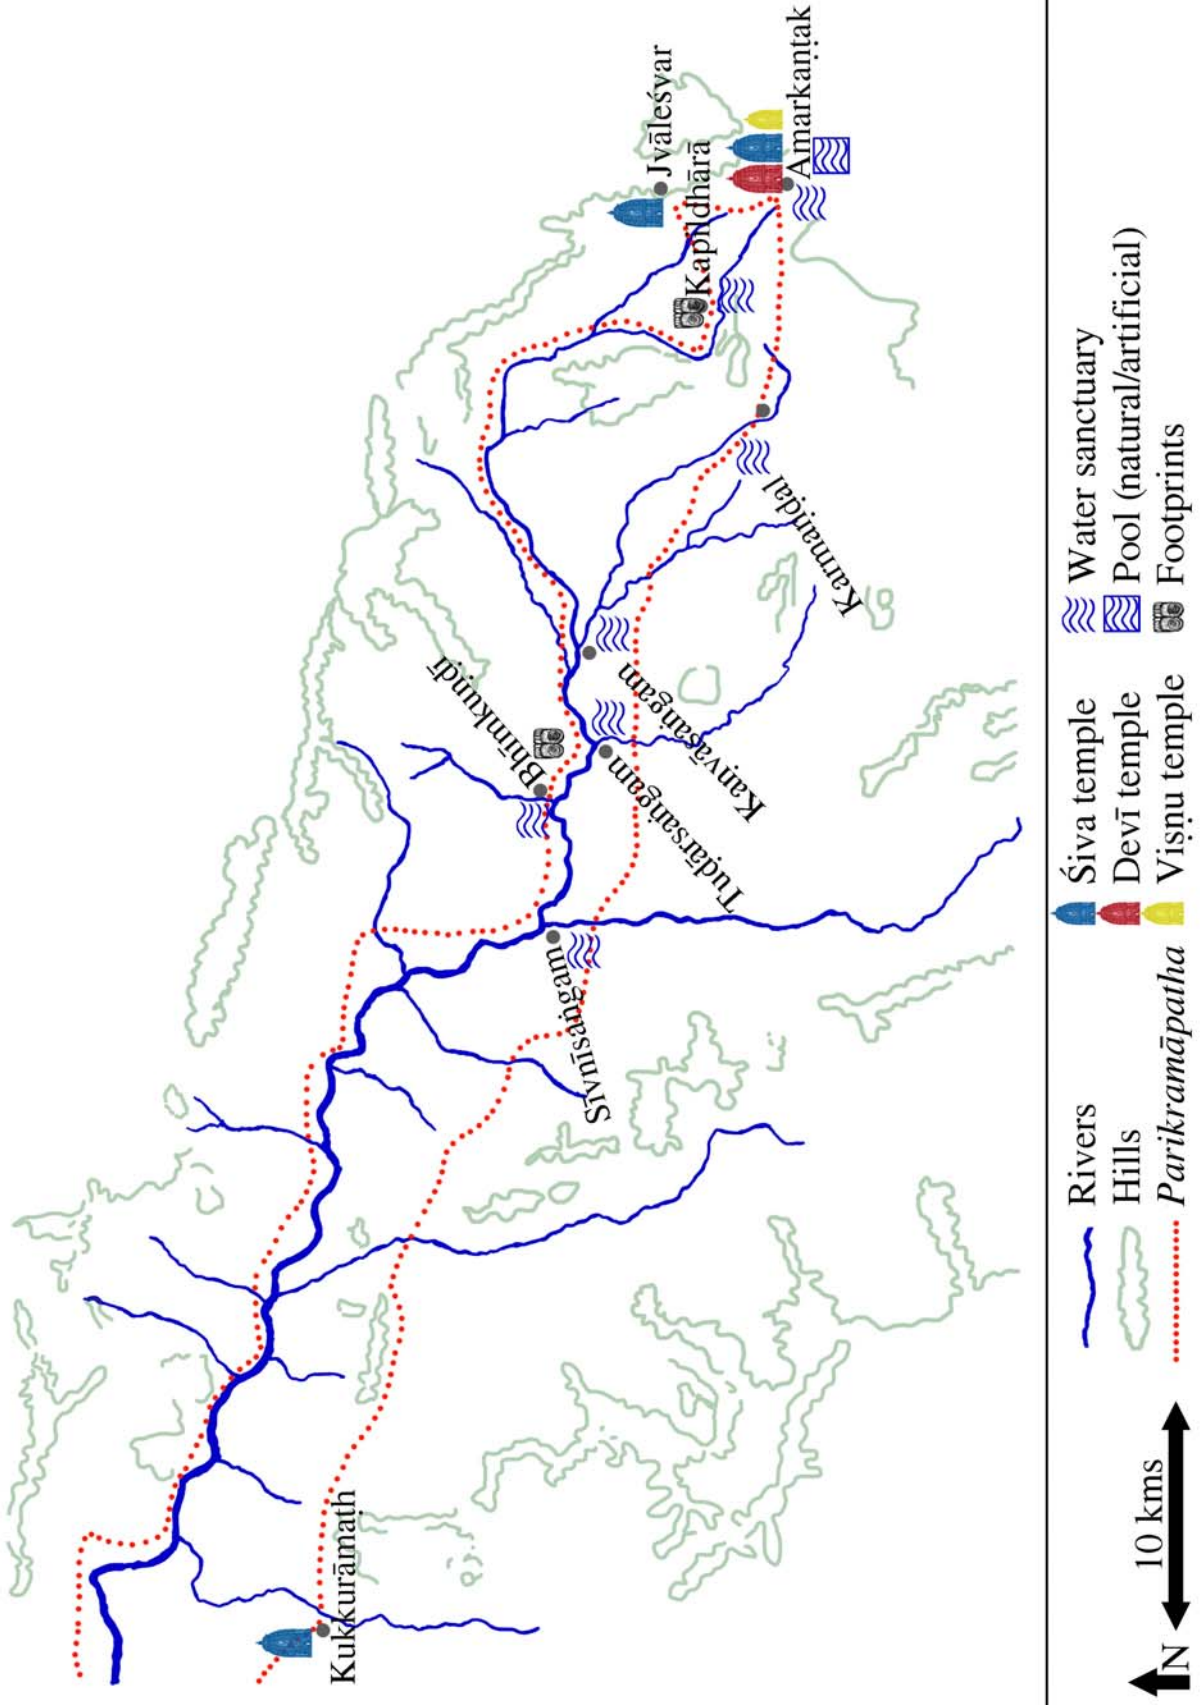 Jvāleśvar
Kapildhārā
Amarkaṇṭak
Karmaṇḍal
Bhīmkuṇḍī
Kaṇvāsaṅgam
Tuḍārsaṅgam
Sīvnīsaṅgam
Kukkurāmaṭh
N
10 kms
Rivers
Hills
Parikramāpatha
Śiva temple
Devī temple
Viṣṇu temple
Water sanctuary
Pool (natural/artificial)
Footprints